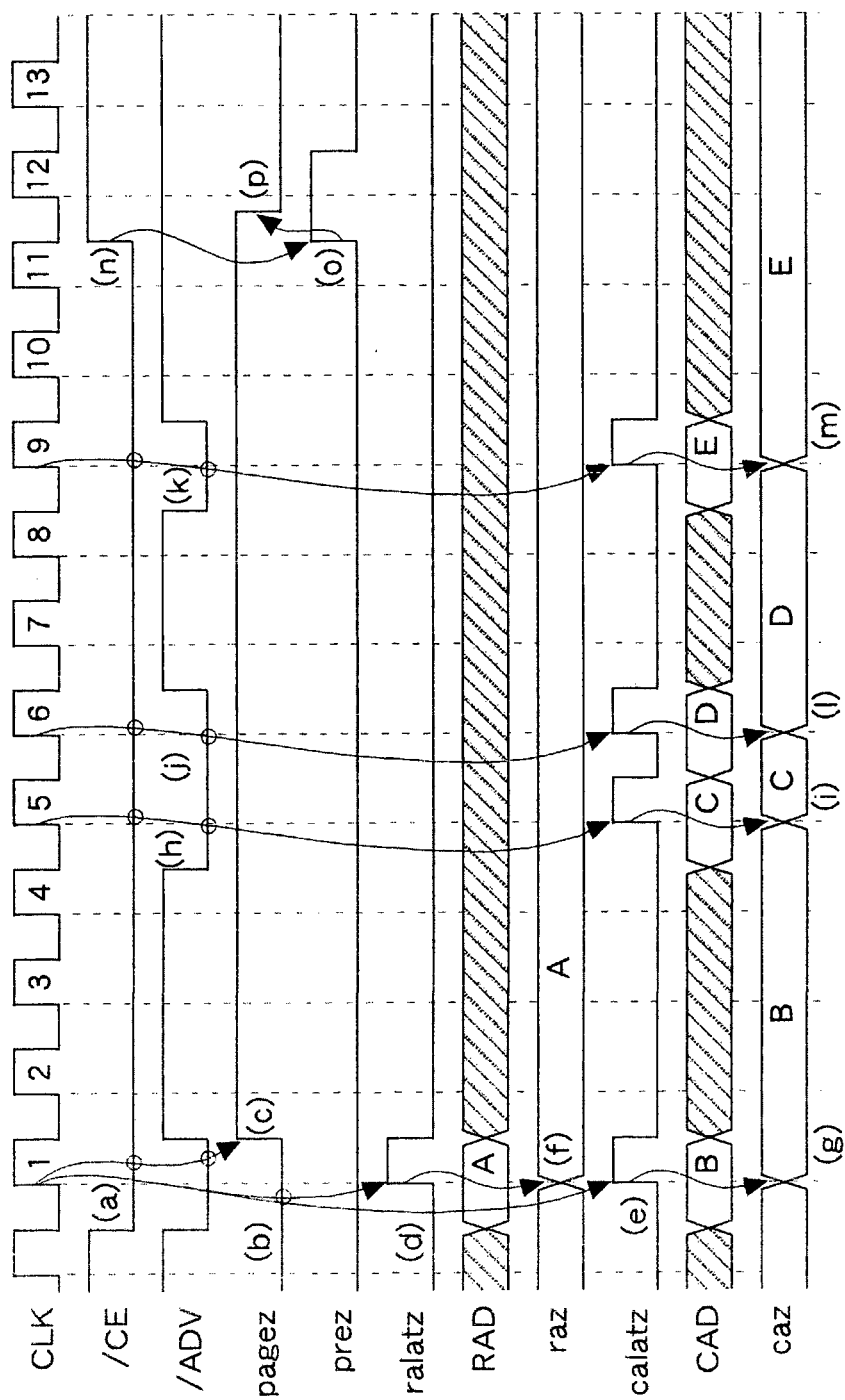 CLK 1 2 3 4 5 6 7 8 9 10 11 12 13
/CE (a) (n)
/ADV (h) (j) (k)
pagez (b) (c) (p)
prez (o)
ralatz (d)
RAD A
raz (f) A
calatz (e)
CAD B C D E
caz B C D E
(g) (i) (l) (m)